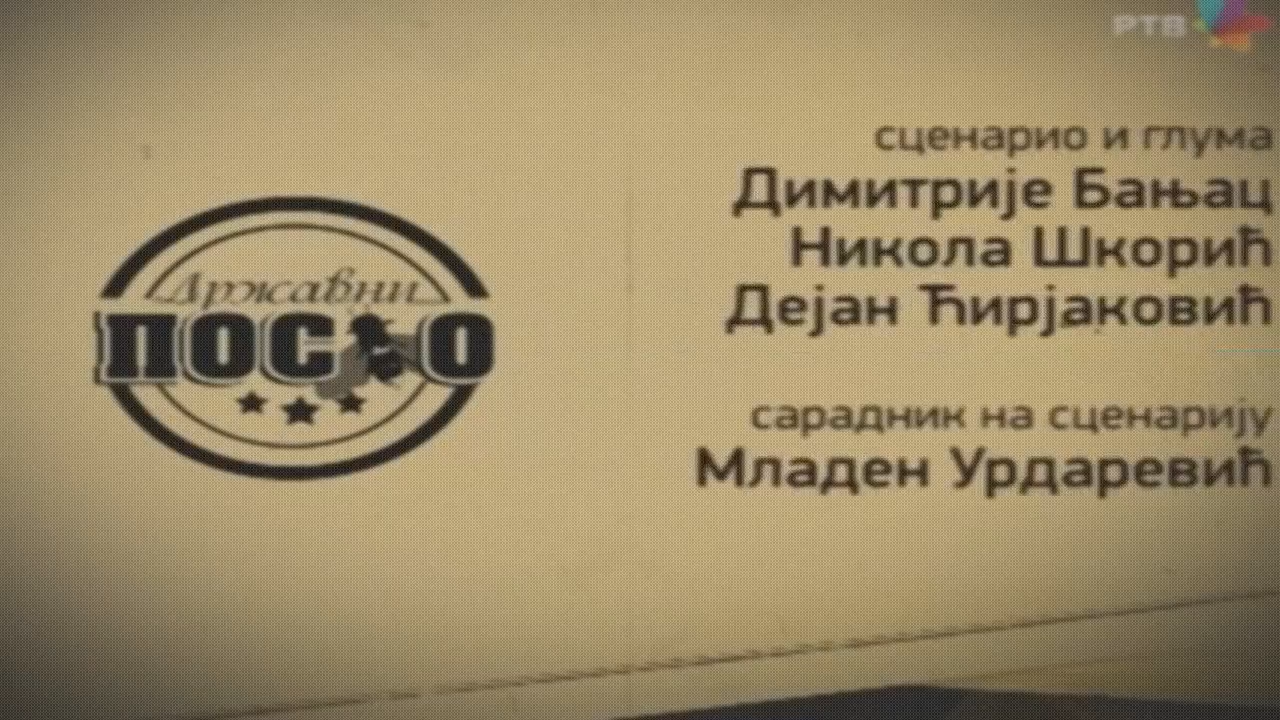 РТВ
сценарио и глума
Димитрије Бањац
Никола Шкорић
Дејан Ћирјаковић
Државни
ПОСАО
сарадник на сценарију
Младен Урдаревић